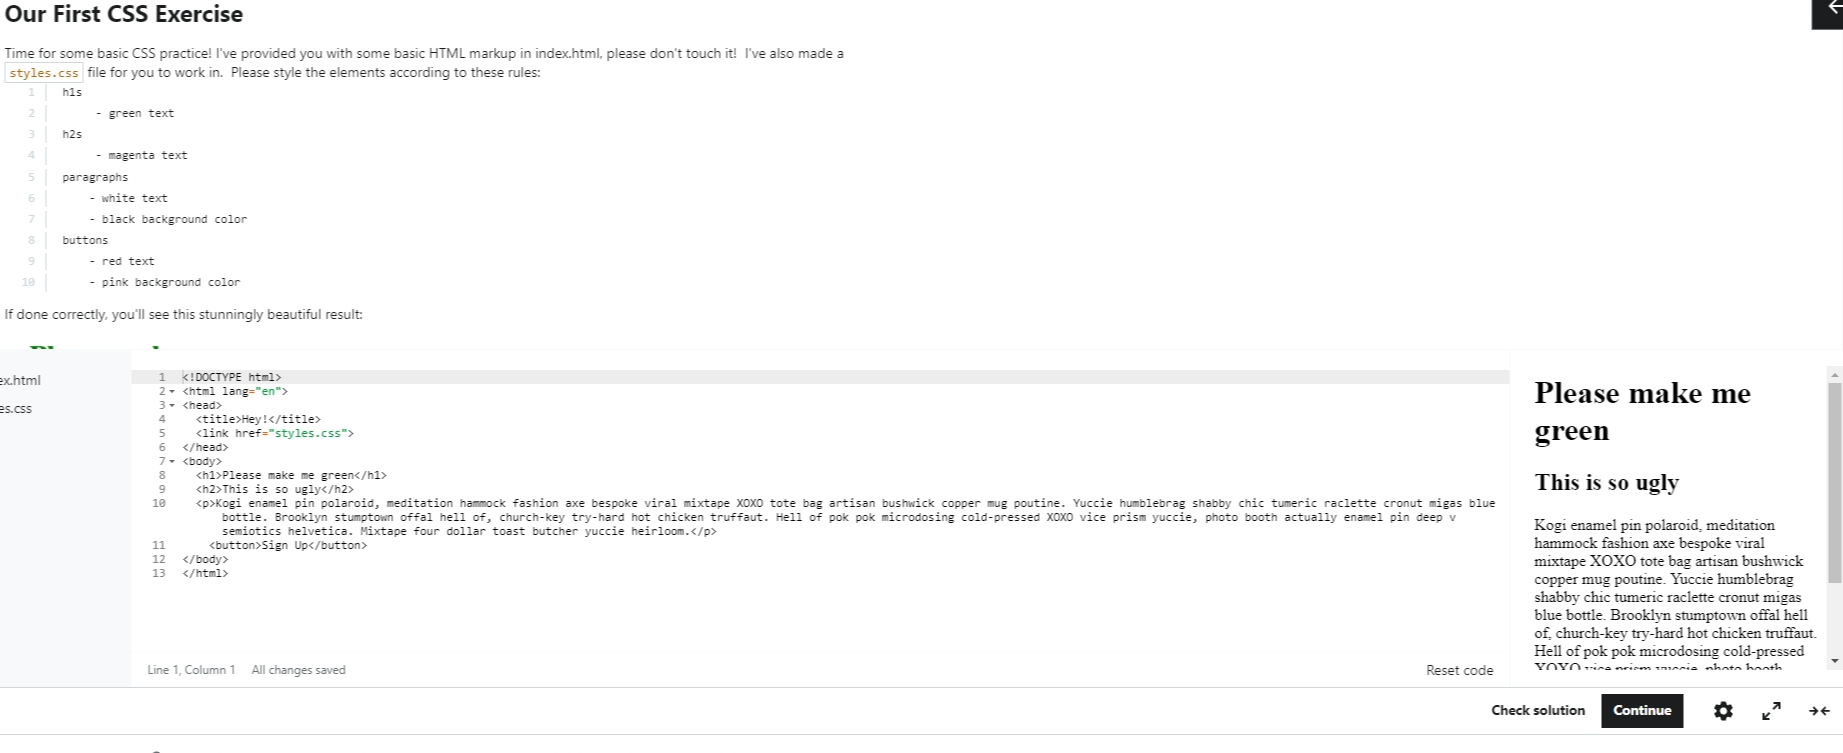 Our First CSS Exercise
Time for some basic CSS practice! I've provided you with some basic HTML markup in index.html, please don't touch it!  I've also made a
styles.css file for you to work in.  Please style the elements according to these rules:
1 h1s
2 - green text
3 h2s
4 - magenta text
5 paragraphs
6 - white text
7 - black background color
8 buttons
9 - red text
10 - pink background color
If done correctly, you'll see this stunningly beautiful result:
ex.html
es.css
1 <!DOCTYPE html>
2 <html lang="en">
3 <head>
4 <title>Hey!</title>
5 <link href="styles.css">
6 </head>
7 <body>
8 <h1>Please make me green</h1>
9 <h2>This is so ugly</h2>
10 <p>Kogi enamel pin polaroid, meditation hammock fashion axe bespoke viral mixtape XOXO tote bag artisan bushwick copper mug poutine. Yuccie humblebrag shabby chic tumeric raclette cronut migas blue
bottle. Brooklyn stumptown offal hell of, church-key try-hard hot chicken truffaut. Hell of pok pok microdosing cold-pressed XOXO vice prism yuccie, photo booth actually enamel pin deep v
semiotics helvetica. Mixtape four dollar toast butcher yuccie heirloom.</p>
11 <button>Sign Up</button>
12 </body>
13 </html>
Line 1, Column 1 All changes saved
Reset code
Please make me
green
This is so ugly
Kogi enamel pin polaroid, meditation
hammock fashion axe bespoke viral
mixtape XOXO tote bag artisan bushwick
copper mug poutine. Yuccie humblebrag
shabby chic tumeric raclette cronut migas
blue bottle. Brooklyn stumptown offal hell
of, church-key try-hard hot chicken truffaut.
Hell of pok pok microdosing cold-pressed
XOXO vice prism yuccie, photo booth
Check solution
Continue